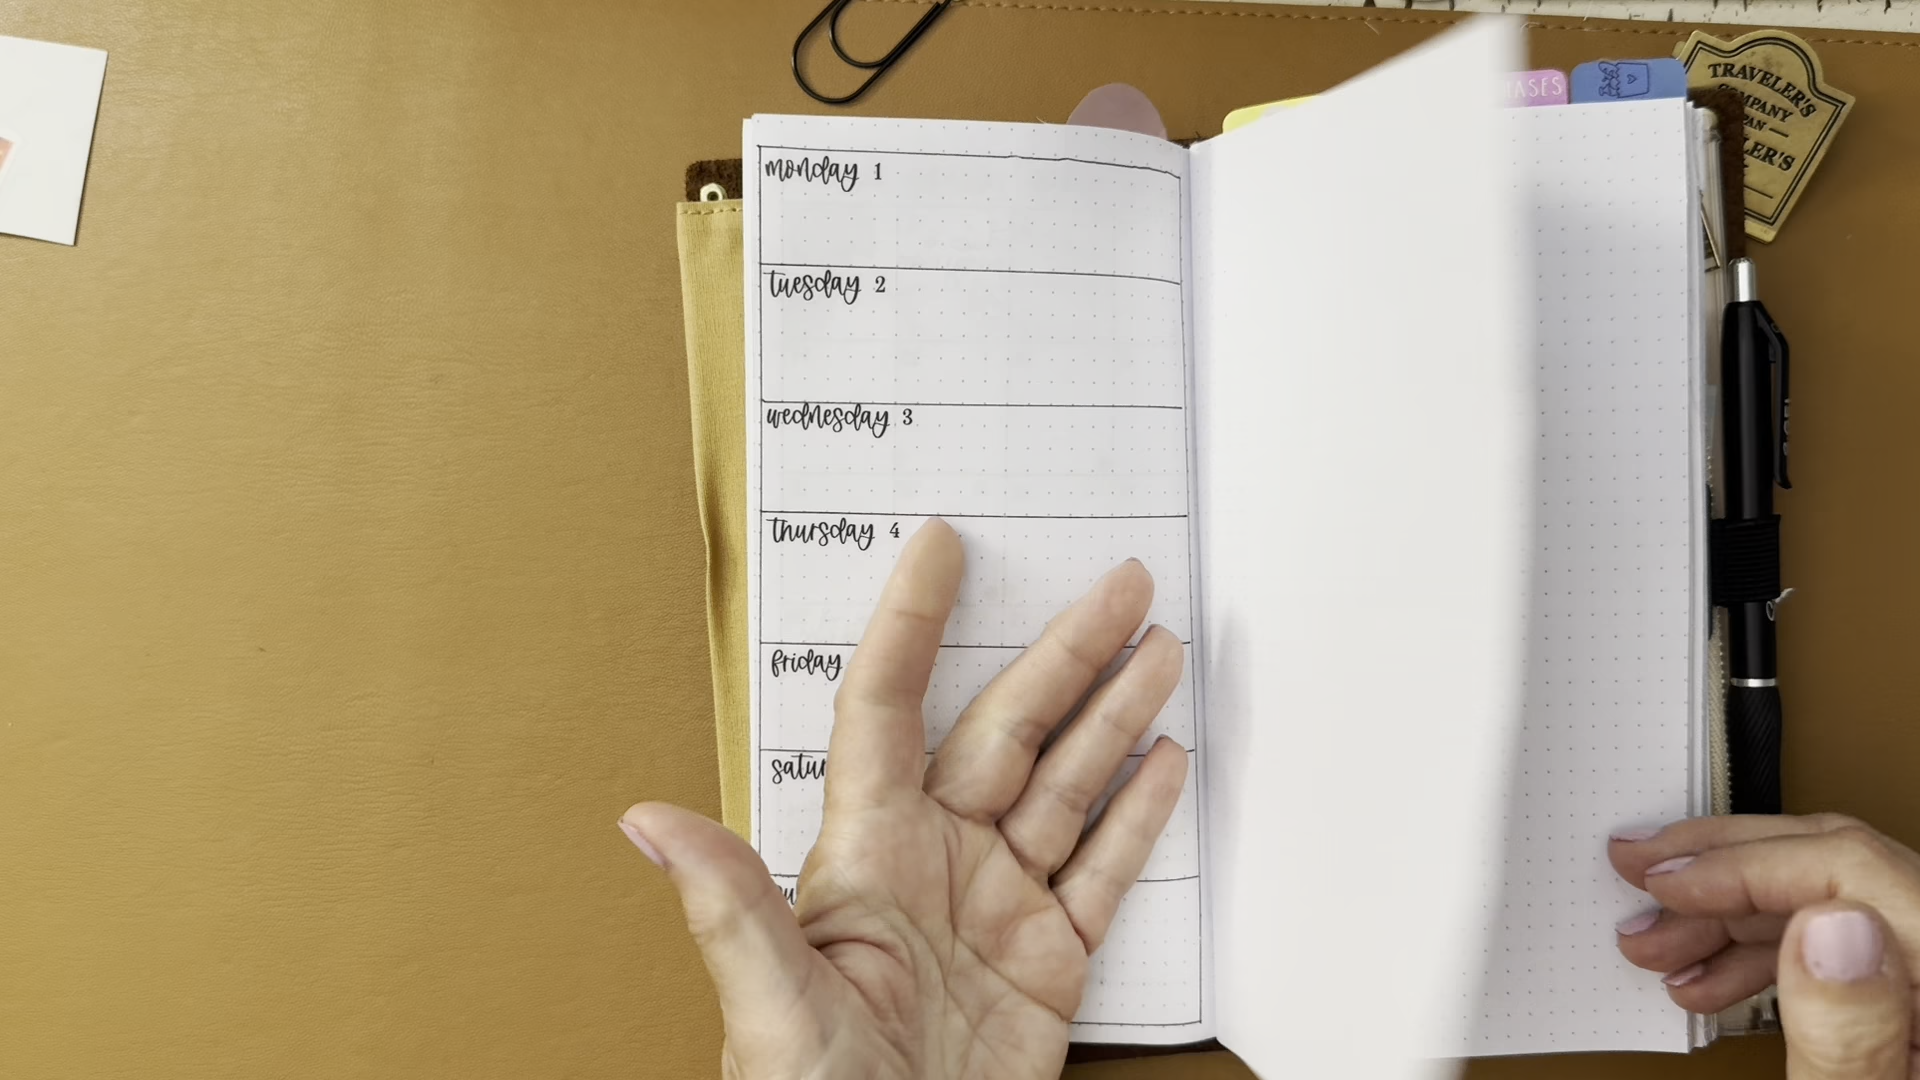 TRAVELER'S
COMPANY
monday 1
tuesday 2
wednesday 3
thursday 4
friday